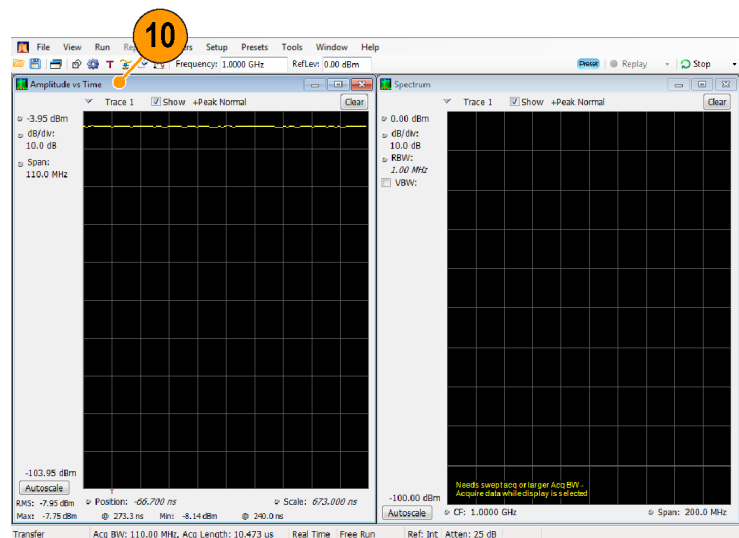 10
File View Run Re ers Setup Presets Tools Window Help
T Frequency: 1.0000 GHz RefLev: 0.00 dBm Preset Replay Stop
Amplitude vs Time
Trace 1 Show +Peak Normal Clear
-3.95 dBm
dB/div:
10.0 dB
Span:
110.0 MHz
-103.95 dBm
Autoscale
RMS: -7.95 dBm
Position: -66.700 ns Scale: 673.000 ns
Max: -7.75 dBm @ 273.3 ns Min: -8.14 dBm @ 240.0 ns
Spectrum
Trace 1 Show +Peak Normal Clear
0.00 dBm
dB/div:
10.0 dB
RBW:
1.00 MHz
VBW:
Needs swept acq or larger Acq BW -
Acquire data while display is selected
-100.00 dBm
Autoscale CF: 1.0000 GHz Span: 200.0 MHz
Transfer Acq BW: 110.00 MHz, Acq Length: 10.473 us Real Time Free Run Ref: Int Atten: 25 dB